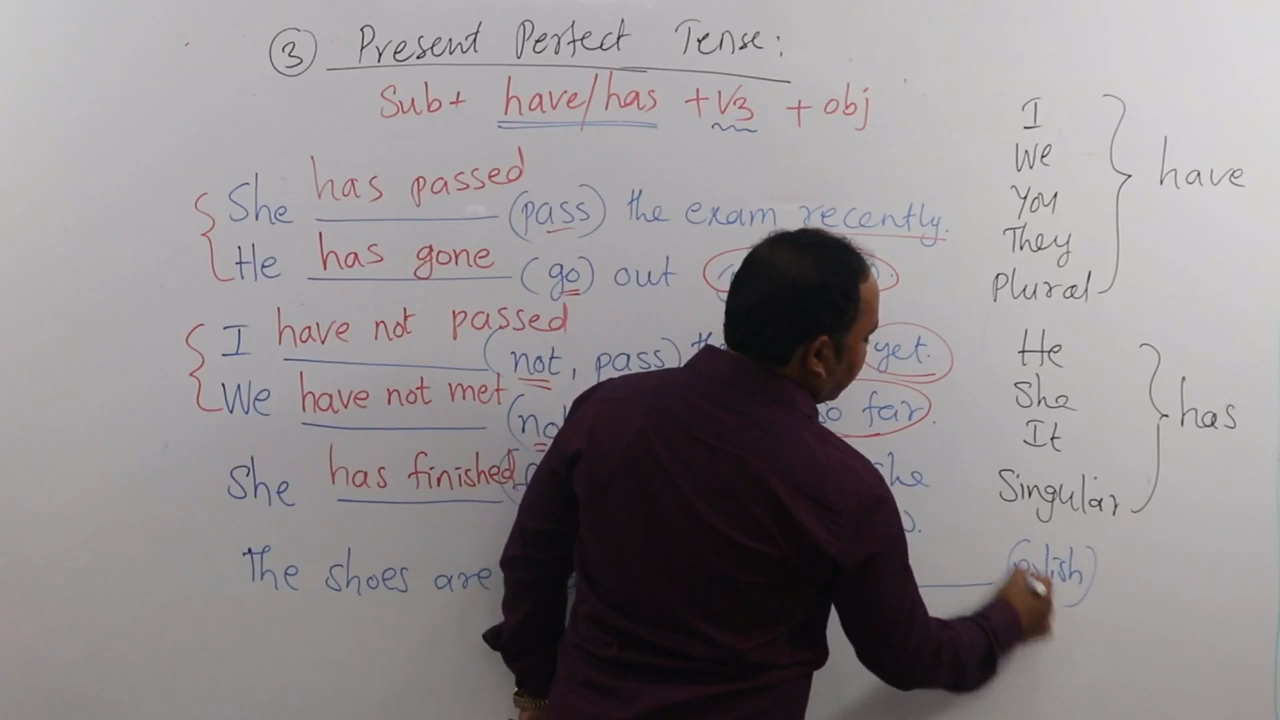 ③ Present Perfect Tense:
Sub+ have/has + V3 + obj
She has passed (pass) the exam recently.
He has gone (go) out
I have not passed (not, pass) yet.
We have not met so far.
She has finished she
The shoes are (polish)
I
We
You
They
Plural
have
He
She
It
Singular
has